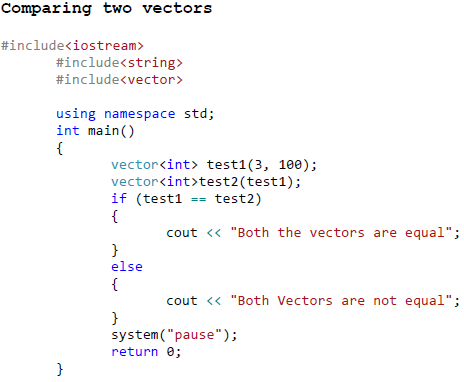 Comparing two vectors
#include<iostream>
#include<string>
#include<vector>
using namespace std;
int main()
{
vector<int> test1(3, 100);
vector<int>test2(test1);
if (test1 == test2)
{
cout << "Both the vectors are equal";
}
else
{
cout << "Both Vectors are not equal";
}
system("pause");
return 0;
}